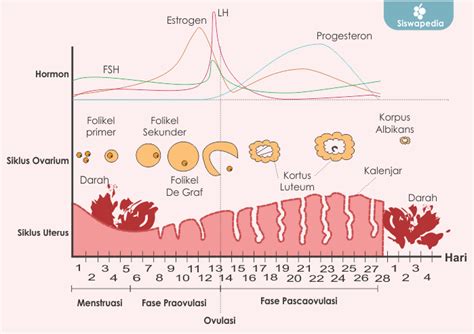 Siswapedia
LH
Estrogen
Progesteron
FSH
Hormon
Folikel
primer
Folikel
Sekunder
Korpus
Albikans
Siklus Ovarium
Darah
Folikel
De Graf
Kortus
Luteum
Kalenjar
Darah
Siklus Uterus
Hari
1 2 3 4 5 6 7 8 9 10 11 12 13 14 15 16 17 18 19 20 21 22 23 24 25 26 27 28 1 2 3 4
Menstruasi
Fase Praovulasi
Fase Pascaovulasi
Ovulasi